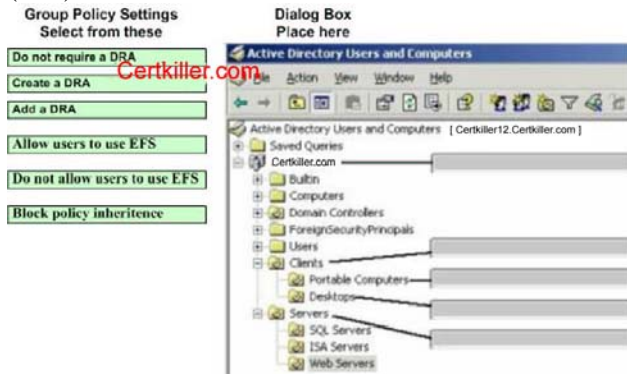 Group Policy Settings
Select from these
Dialog Box
Place here
Do not require a DRA
Create a DRA
Add a DRA
Allow users to use EFS
Do not allow users to use EFS
Block policy inheritence
Certkiller.com
Active Directory Users and Computers
File Action View Window Help
Active Directory Users and Computers [ Certkiller12.Certkiller.com ]
Saved Queries
Certkiller.com
Builtin
Computers
Domain Controllers
ForeignSecurityPrincipals
Users
Clients
Portable Computers
Desktops
Servers
SQL Servers
ISA Servers
Web Servers